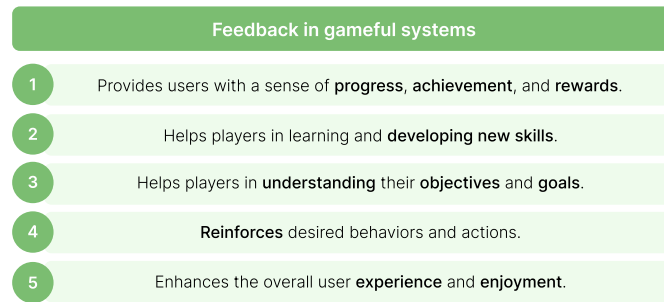 Feedback in gameful systems
1 Provides users with a sense of progress, achievement, and rewards.
2 Helps players in learning and developing new skills.
3 Helps players in understanding their objectives and goals.
4 Reinforces desired behaviors and actions.
5 Enhances the overall user experience and enjoyment.